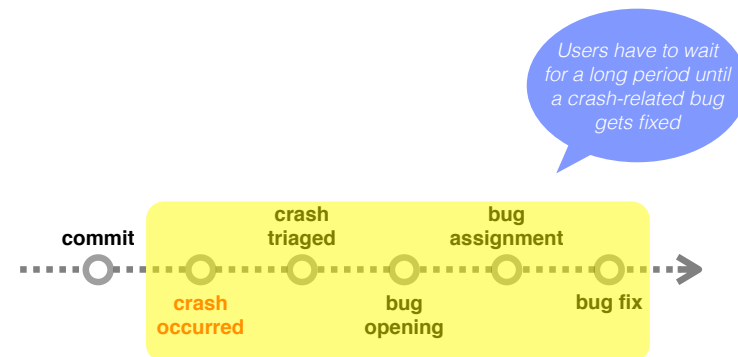 Users have to wait
for a long period until
a crash-related bug
gets fixed
commit
crash
triaged
bug
assignment
crash
occurred
bug
opening
bug fix